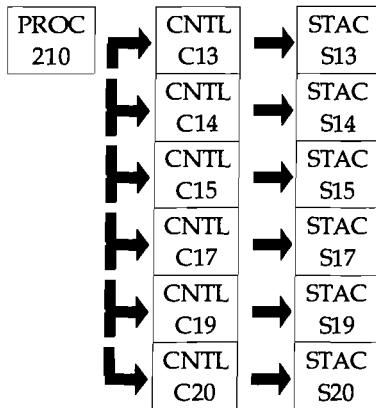 PROC
210
CNTL
C13
STAC
S13
CNTL
C14
STAC
S14
CNTL
C15
STAC
S15
CNTL
C17
STAC
S17
CNTL
C19
STAC
S19
CNTL
C20
STAC
S20